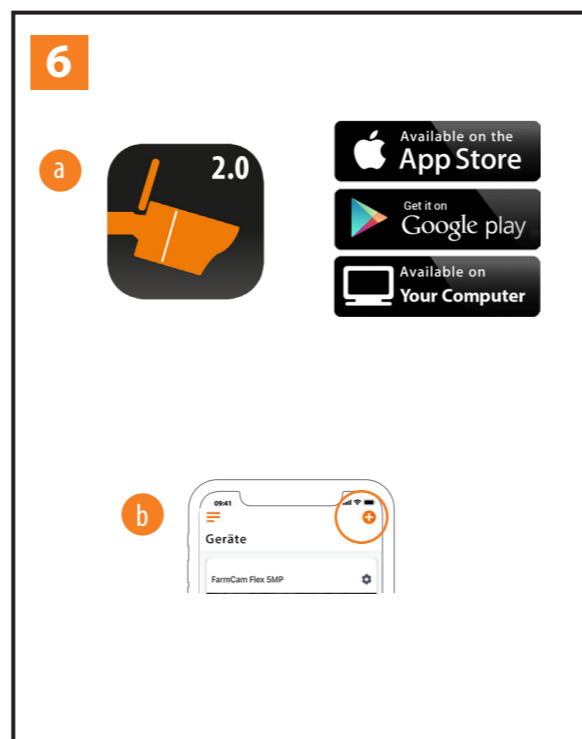 6
a
2.0
Available on the
App Store
Get it on
Google play
Available on
Your Computer
b
09:41
Geräte
FarmCam Flex 5MP